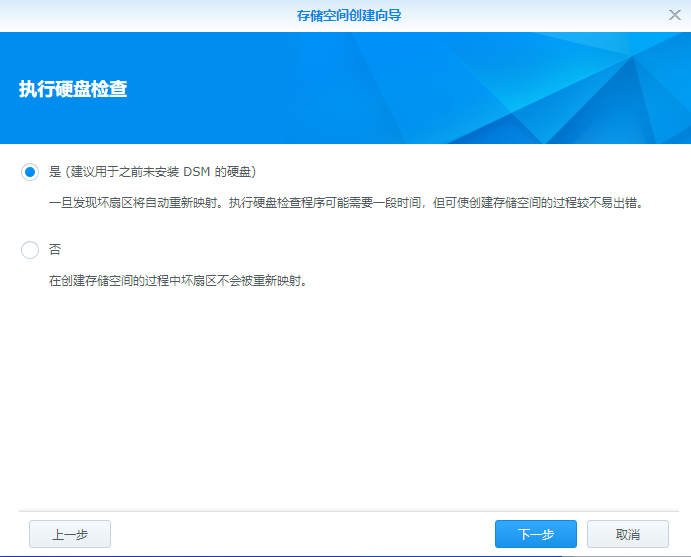 存储空间创建向导
执行硬盘检查
是 (建议用于之前未安装 DSM 的硬盘)
一旦发现坏扇区将自动重新映射。执行硬盘检查程序可能需要一段时间，但可使创建存储空间的过程较不易出错。
否
在创建存储空间的过程中坏扇区不会被重新映射。
上一步
下一步
取消